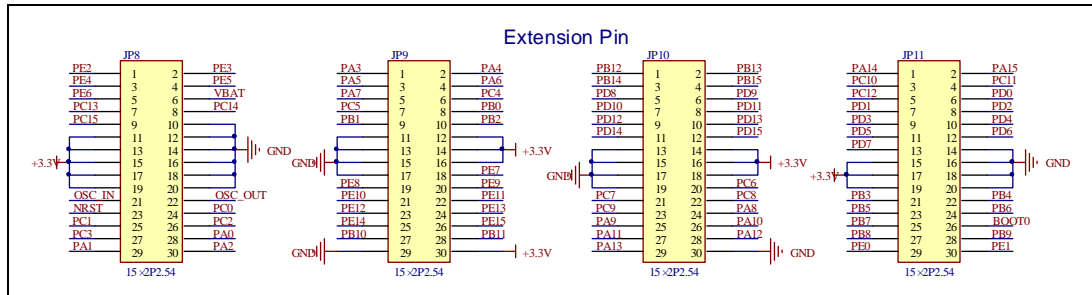 Extension Pin
JP8
PE2 1 2 PE3
PE4 3 4 PE5
PE6 5 6 VBAT
PC13 7 8 PC14
PC15 9 10
11 12
13 14 GND
+3.3V 15 16
17 18
19 20
OSC_IN 21 22 OSC_OUT
NRST 23 24 PC0
PC1 25 26 PC2
PC3 27 28 PA0
PA1 29 30 PA2
15×2P2.54
JP9
PA3 1 2 PA4
PA5 3 4 PA6
PA7 5 6 PC4
PC5 7 8 PB0
PB1 9 10 PB2
11 12
13 14 +3.3V
GND 15 16
17 18 PE7
PE8 19 20 PE9
PE10 21 22 PE11
PE12 23 24 PE13
PE14 25 26 PE15
PB10 27 28 PB11
GND 29 30 +3.3V
15×2P2.54
JP10
PB12 1 2 PB13
PB14 3 4 PB15
PD8 5 6 PD9
PD10 7 8 PD11
PD12 9 10 PD13
PD14 11 12 PD15
13 14
15 16 +3.3V
GND 17 18
19 20 PC6
PC7 21 22 PC8
PC9 23 24 PA8
PA9 25 26 PA10
PA11 27 28 PA12
PA13 29 30 GND
15×2P2.54
JP11
PA14 1 2 PA15
PC10 3 4 PC11
PC12 5 6 PD0
PD1 7 8 PD2
PD3 9 10 PD4
PD5 11 12 PD6
PD7 13 14
15 16 GND
+3.3V 17 18
19 20
PB3 21 22 PB4
PB5 23 24 PB6
PB7 25 26 BOOT0
PB8 27 28 PB9
PE0 29 30 PE1
15×2P2.54